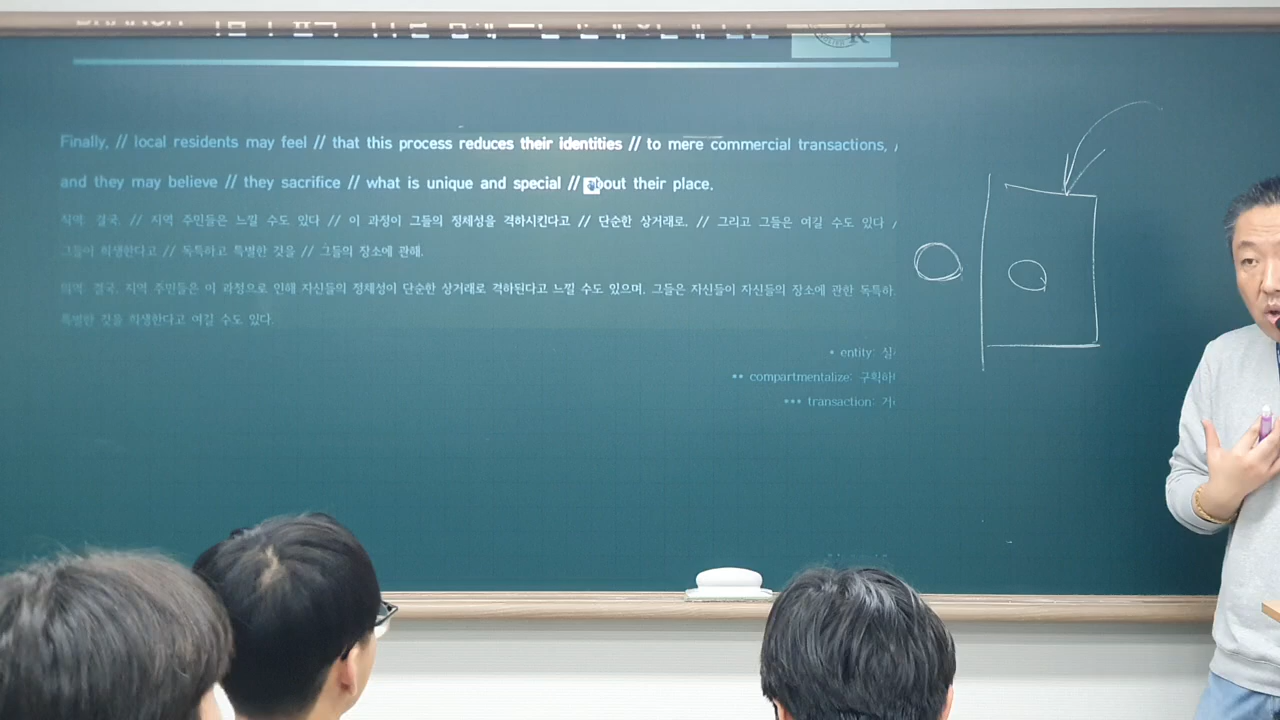 Finally, // local residents may feel // that this process reduces their identities // to mere commercial transactions, /
and they may believe // they sacrifice // what is unique and special // about their place.
직역: 결국, // 지역 주민들은 느낄 수도 있다 // 이 과정이 그들의 정체성을 격하시킨다고 // 단순한 상거래로, // 그리고 그들은 여길 수도 있다 /
그들이 희생한다고 // 독특하고 특별한 것을 // 그들의 장소에 관해.
의역: 결국, 지역 주민들은 이 과정으로 인해 자신들의 정체성이 단순한 상거래로 격하된다고 느낄 수도 있으며, 그들은 자신들이 자신들의 장소에 관한 독특하
특별한 것을 희생한다고 여길 수도 있다.
* entity:
** compartmentalize: 구획하
*** transaction: